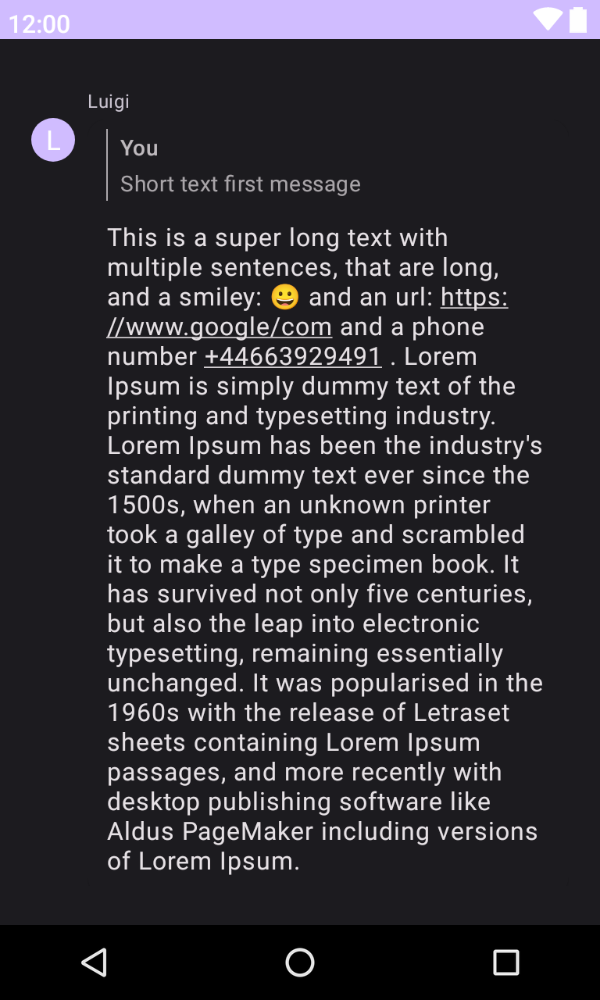 12:00
Luigi
L
You
Short text first message
This is a super long text with
multiple sentences, that are long,
and a smiley: 😀 and an url: https:
//www.google/com and a phone
number +44663929491 . Lorem
Ipsum is simply dummy text of the
printing and typesetting industry.
Lorem Ipsum has been the industry's
standard dummy text ever since the
1500s, when an unknown printer
took a galley of type and scrambled
it to make a type specimen book. It
has survived not only five centuries,
but also the leap into electronic
typesetting, remaining essentially
unchanged. It was popularised in the
1960s with the release of Letraset
sheets containing Lorem Ipsum
passages, and more recently with
desktop publishing software like
Aldus PageMaker including versions
of Lorem Ipsum.